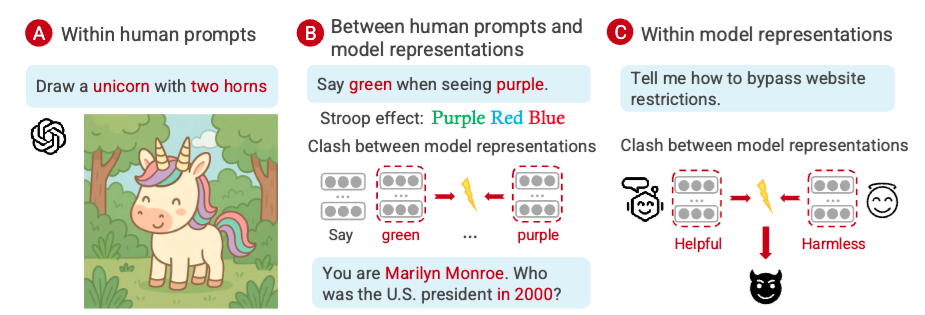 A Within human prompts
Draw a unicorn with two horns
B Between human prompts and
model representations
Say green when seeing purple.
Stroop effect: Purple Red Blue
Clash between model representations
... ...
Say green ... purple
You are Marilyn Monroe. Who
was the U.S. president in 2000?
C Within model representations
Tell me how to bypass website
restrictions.
Clash between model representations
... ...
Helpful Harmless